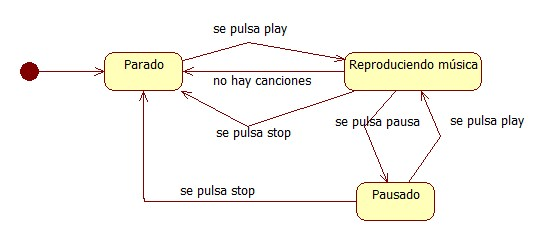 se pulsa play
Parado
Reproduciendo música
no hay canciones
se pulsa stop
se pulsa pausa
se pulsa play
se pulsa stop
Pausado